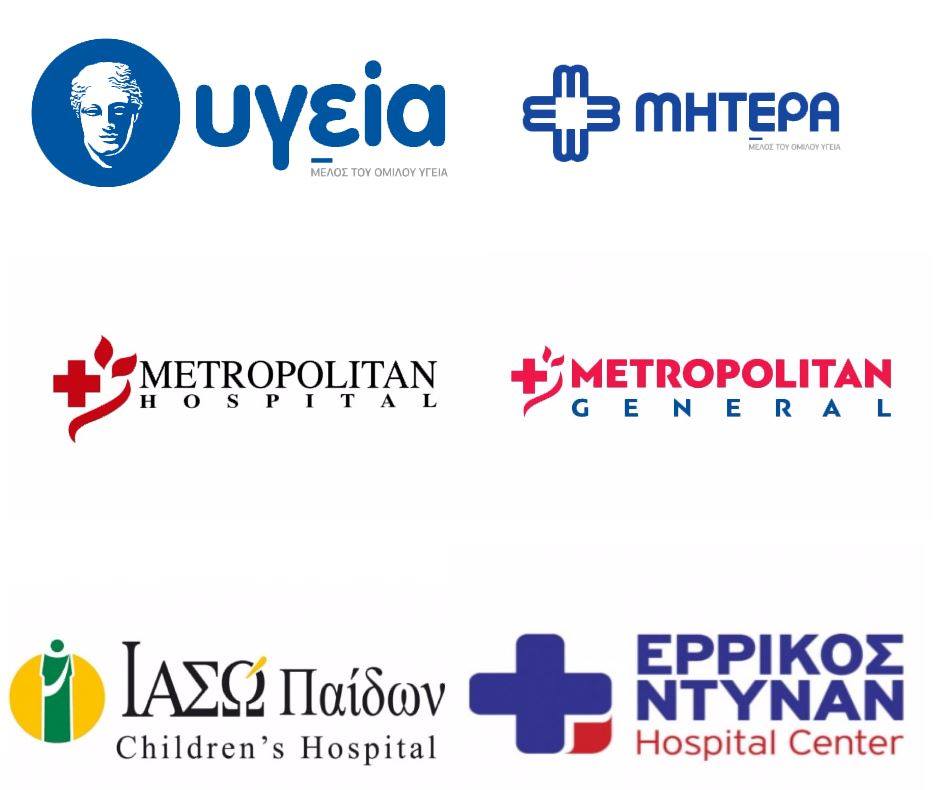 υγεία
ΜΕΛΟΣ ΤΟΥ ΟΜΙΛΟΥ ΥΓΕΙΑ
ΜΗΤΕΡΑ
ΜΕΛΟΣ ΤΟΥ ΟΜΙΛΟΥ ΥΓΕΙΑ
METROPOLITAN
HOSPITAL
METROPOLITAN
GENERAL
ΙΑΣΩ Παίδων
Children's Hospital
ΕΡΡΙΚΟΣ
ΝΤΥΝΑΝ
Hospital Center